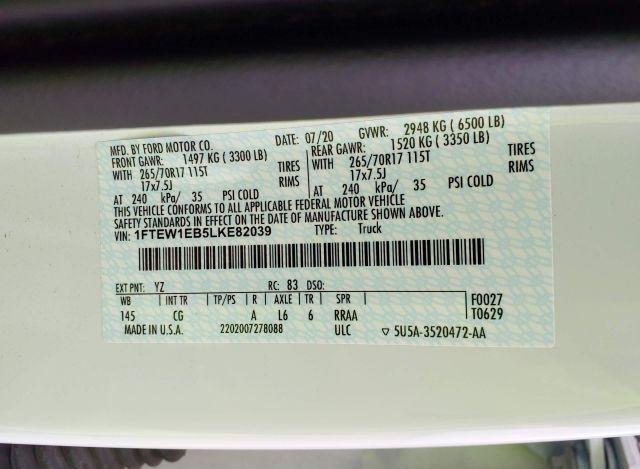 MFD. BY FORD MOTOR CO. DATE: 07/20 GVWR: 2948 KG ( 6500 LB)
FRONT GAWR: 1497 KG ( 3300 LB) REAR GAWR: 1520 KG ( 3350 LB)
WITH 265/70R17 115T TIRES WITH 265/70R17 115T TIRES
17x7.5J RIMS 17x7.5J RIMS
AT 240 kPa/ 35 PSI COLD AT 240 kPa/ 35 PSI COLD
THIS VEHICLE CONFORMS TO ALL APPLICABLE FEDERAL MOTOR VEHICLE
SAFETY STANDARDS IN EFFECT ON THE DATE OF MANUFACTURE SHOWN ABOVE.
VIN: 1FTEW1EB5LKE82039 TYPE: Truck
EXT PNT: YZ RC: 83 DSO:
WB INT TR TP/PS R AXLE TR SPR F0027
145 CG A L6 6 RRAA T0629
MADE IN U.S.A. 2202007278088 ULC ▽ 5U5A-3520472-AA